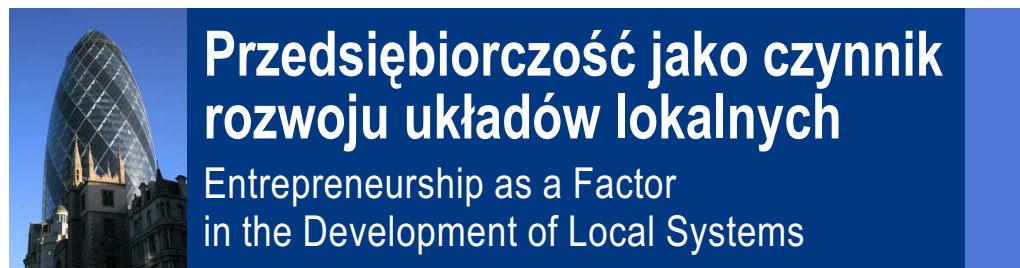 Przedsiębiorczość jako czynnik
rozwoju układów lokalnych
Entrepreneurship as a Factor
in the Development of Local Systems